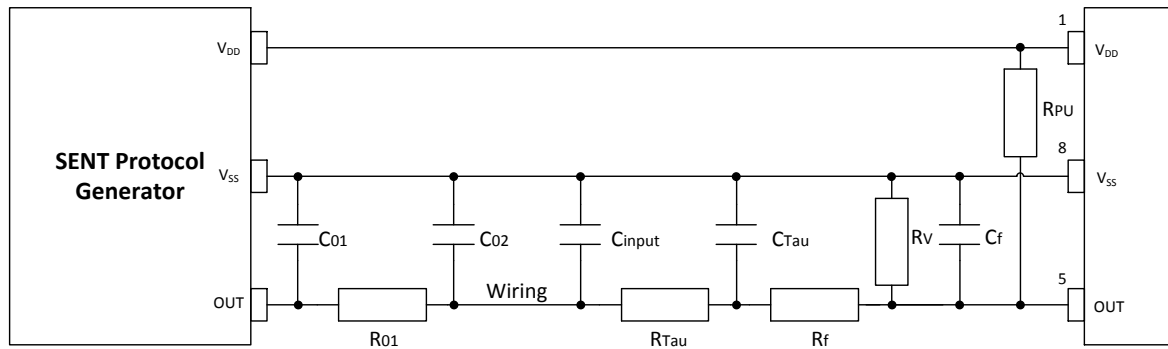 1
VDD
VDD
RPU
SENT Protocol
Generator
8
VSS
VSS
C01
C02
Cinput
CTau
RV
Cf
Wiring
5
OUT
OUT
R01
RTau
Rf